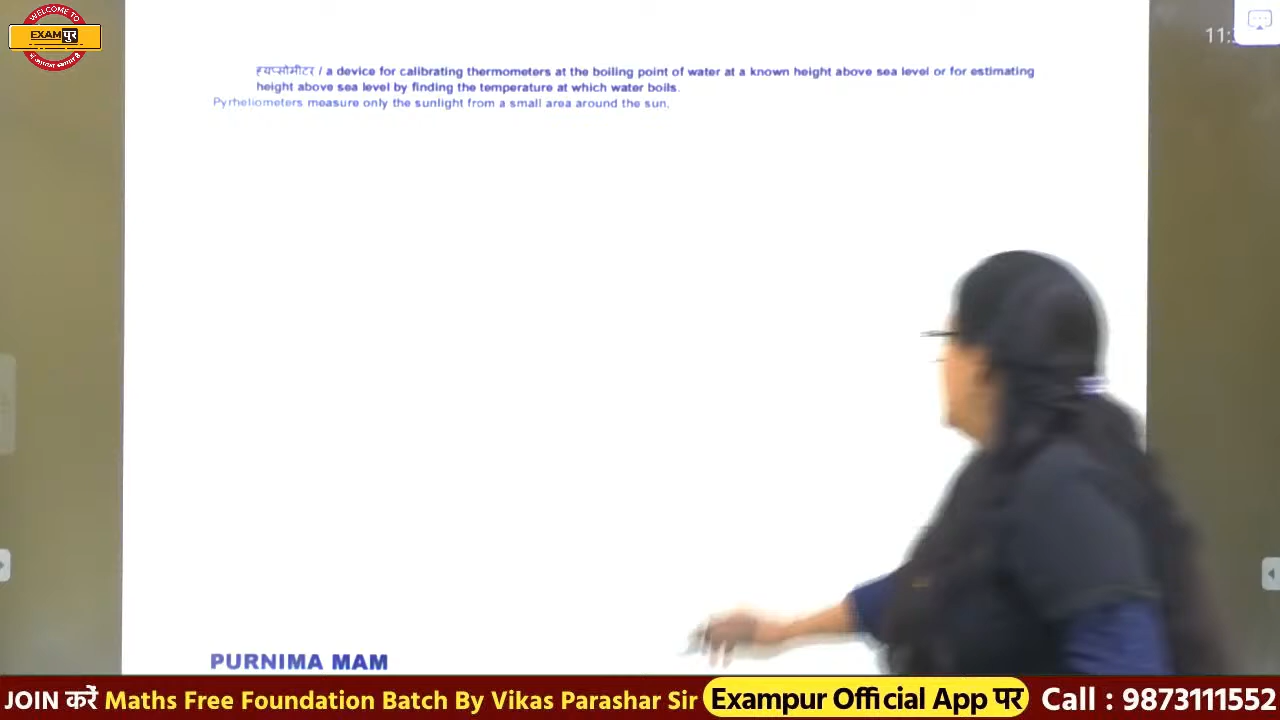 WELCOME TO
EXAMपुर
11:
ह्यप्सोमीटर / a device for calibrating thermometers at the boiling point of water at a known height above sea level or for estimating
height above sea level by finding the temperature at which water boils.
Pyrheliometers measure only the sunlight from a small area around the sun.
PURNIMA MAM
JOIN करें Maths Free Foundation Batch By Vikas Parashar Sir Exampur Official App पर Call : 9873111552